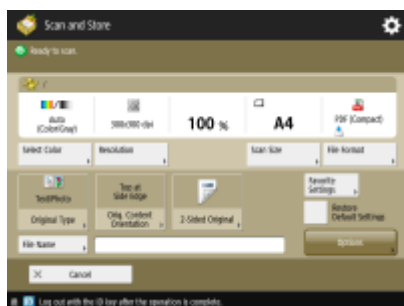 Scan and Store
Ready to scan.
Auto
(Color/Gray)
300x300 dpi
100 %
A4
PDF (Compact)
Select Color
Resolution
Scan Size
File Format
Text/Photo
Original Type
Top at
Side Edge
Orig. Content
Orientation
2-Sided Original
Favorite
Settings
Restore
Default Settings
File Name
Options
Cancel
ID Log out with the ID key after the operation is complete.